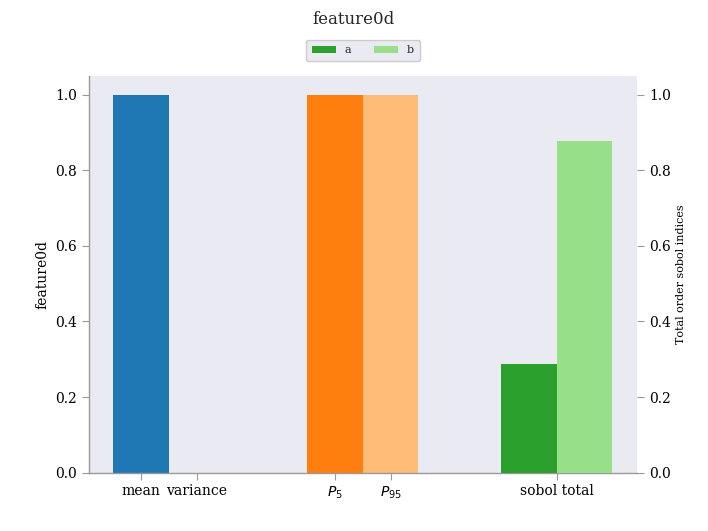 feature0d
a b
1.0 1.0
0.8 0.8
0.6 0.6
0.4 0.4
0.2 0.2
0.0 0.0
feature0d
Total order sobol indices
mean variance P5 P95 sobol total